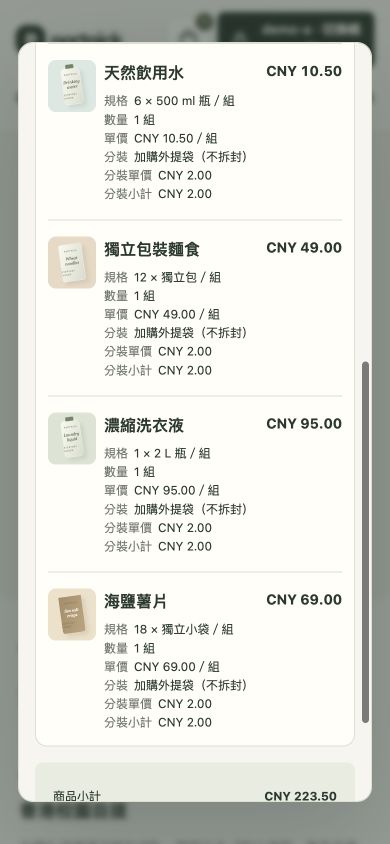 天然飲用水
CNY 10.50
規格 6 × 500 ml 瓶 / 組
數量 1 組
單價 CNY 10.50 / 組
分裝 加購外提袋（不拆封）
分裝單價 CNY 2.00
分裝小計 CNY 2.00
獨立包裝麵食
CNY 49.00
規格 12 × 獨立包 / 組
數量 1 組
單價 CNY 49.00 / 組
分裝 加購外提袋（不拆封）
分裝單價 CNY 2.00
分裝小計 CNY 2.00
濃縮洗衣液
CNY 95.00
規格 1 × 2 L 瓶 / 組
數量 1 組
單價 CNY 95.00 / 組
分裝 加購外提袋（不拆封）
分裝單價 CNY 2.00
分裝小計 CNY 2.00
海鹽薯片
CNY 69.00
規格 18 × 獨立小袋 / 組
數量 1 組
單價 CNY 69.00 / 組
分裝 加購外提袋（不拆封）
分裝單價 CNY 2.00
分裝小計 CNY 2.00
商品小計
CNY 223.50